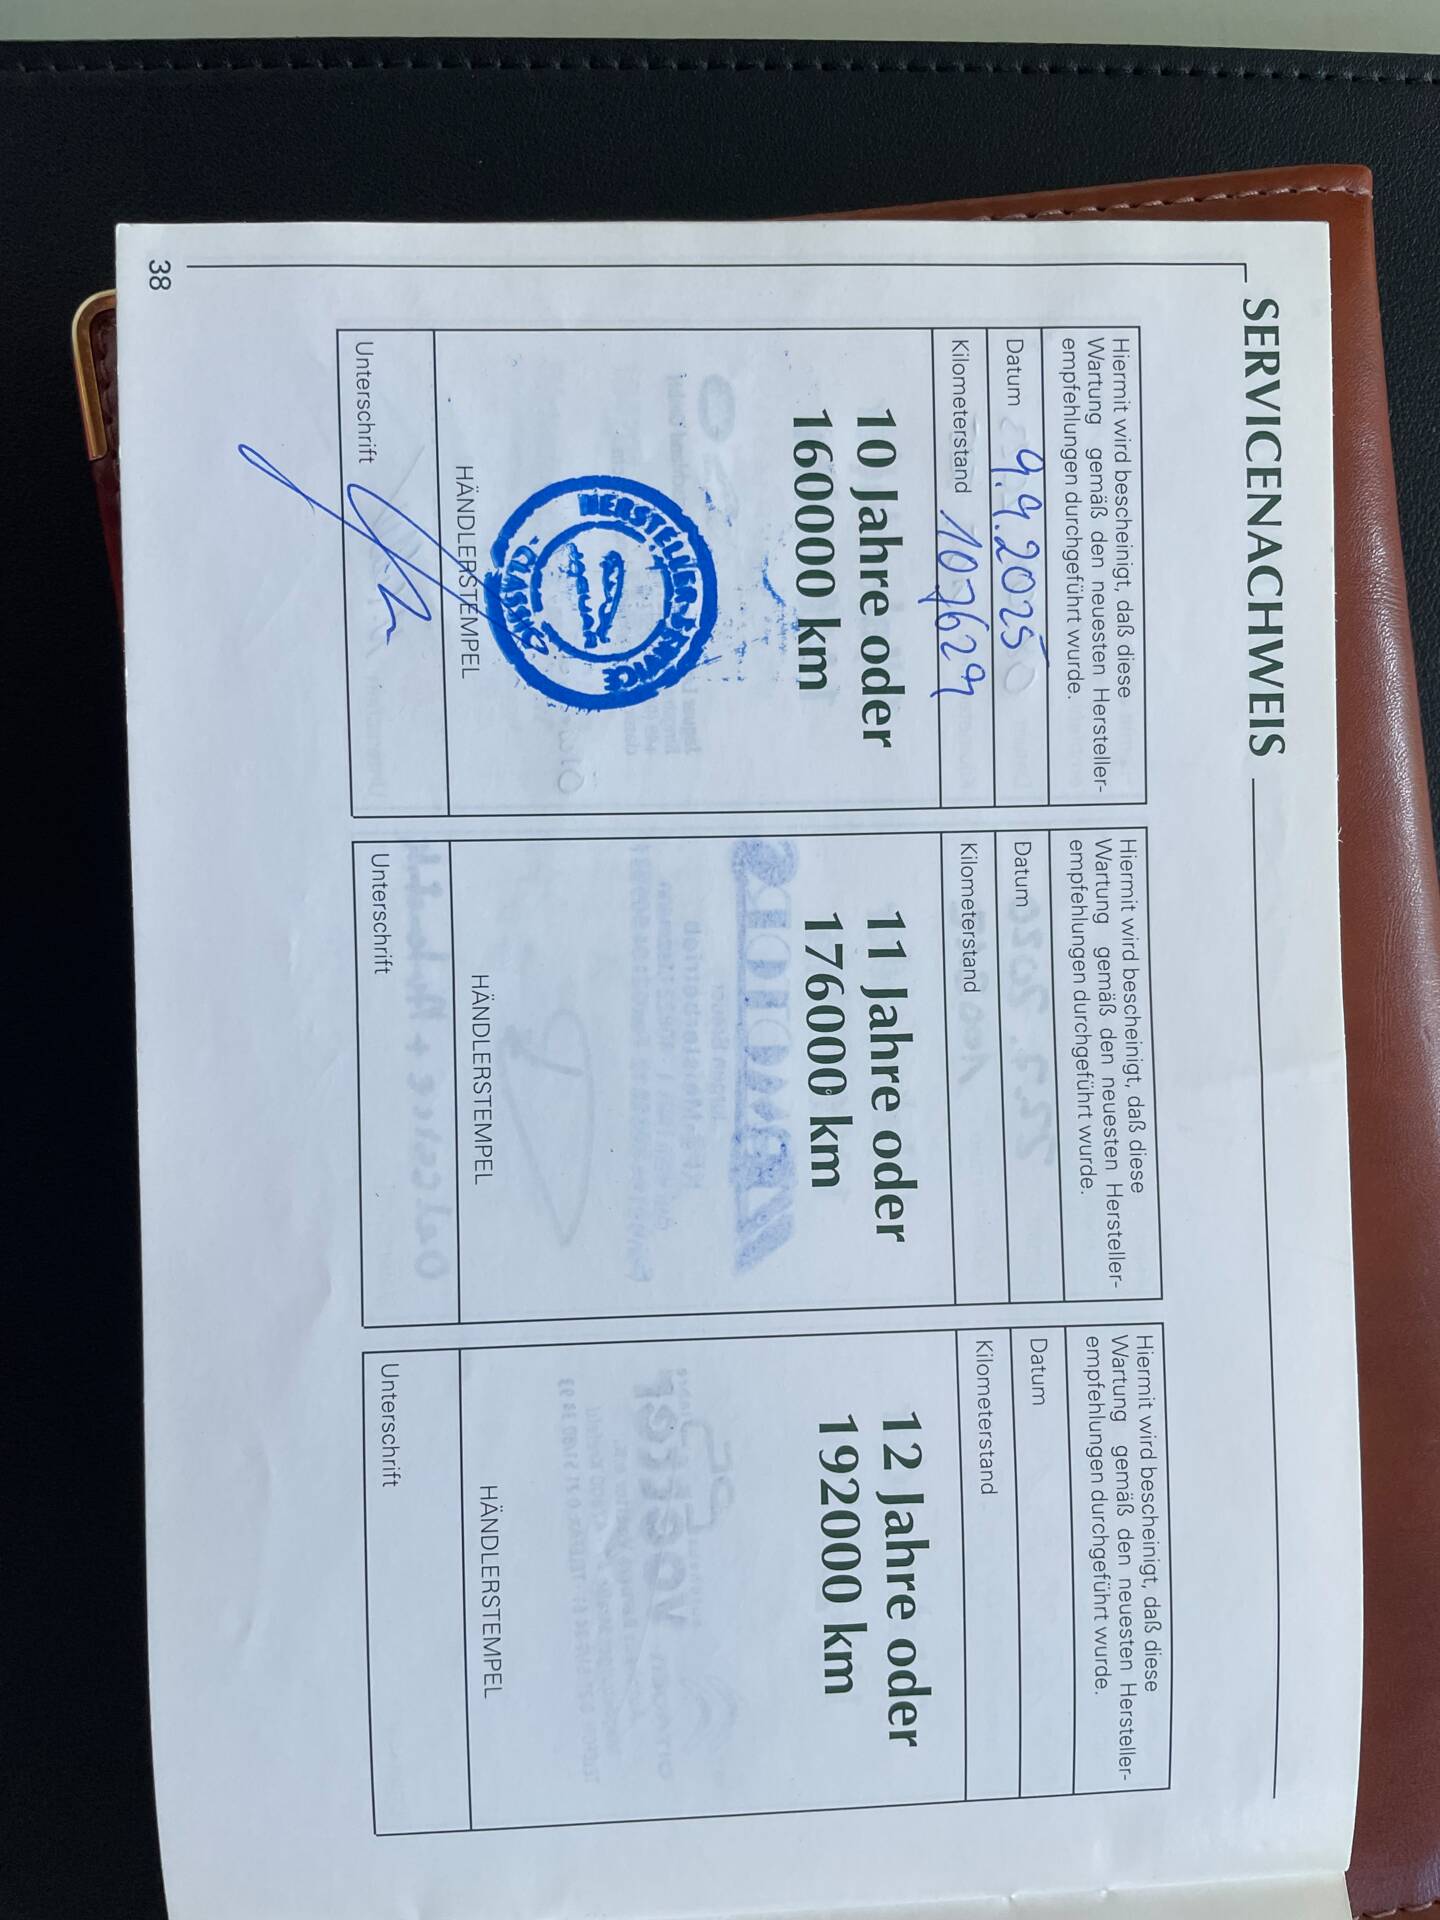 SERVICENACHWEIS
Hiermit wird bescheinigt, daß diese
Wartung gemäß den neuesten Hersteller-
empfehlungen durchgeführt wurde.
Datum 9.9.2025
Kilometerstand 107629
10 Jahre oder
160000 km
HERSTELLER-SERVICE
CLASSIC
HÄNDLERSTEMPEL
Unterschrift
Hiermit wird bescheinigt, daß diese
Wartung gemäß den neuesten Hersteller-
empfehlungen durchgeführt wurde.
Datum
Kilometerstand
11 Jahre oder
176000 km
HÄNDLERSTEMPEL
Unterschrift
Hiermit wird bescheinigt, daß diese
Wartung gemäß den neuesten Hersteller-
empfehlungen durchgeführt wurde.
Datum
Kilometerstand
12 Jahre oder
192000 km
HÄNDLERSTEMPEL
Unterschrift
38